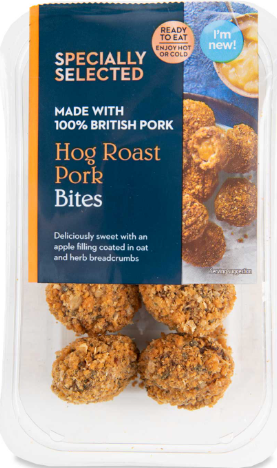 SPECIALLY
SELECTED
READY
TO EAT
ENJOY HOT
OR COLD
I'm
new!
MADE WITH
100% BRITISH PORK
Hog Roast
Pork
Bites
Deliciously sweet with an
apple filling coated in oat
and herb breadcrumbs
Serving suggestion